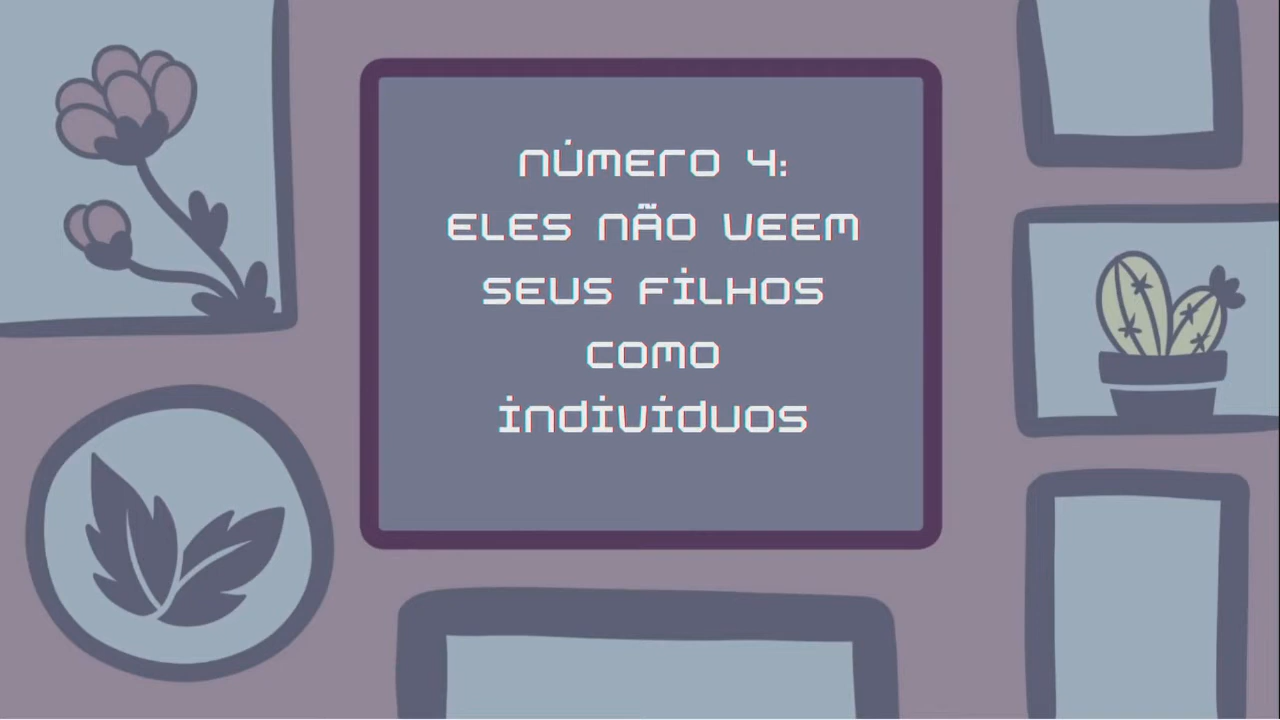 NÚMERO 4:
ELES NÃO VEEM
SEUS FILHOS
COMO
INDIVÍDUOS